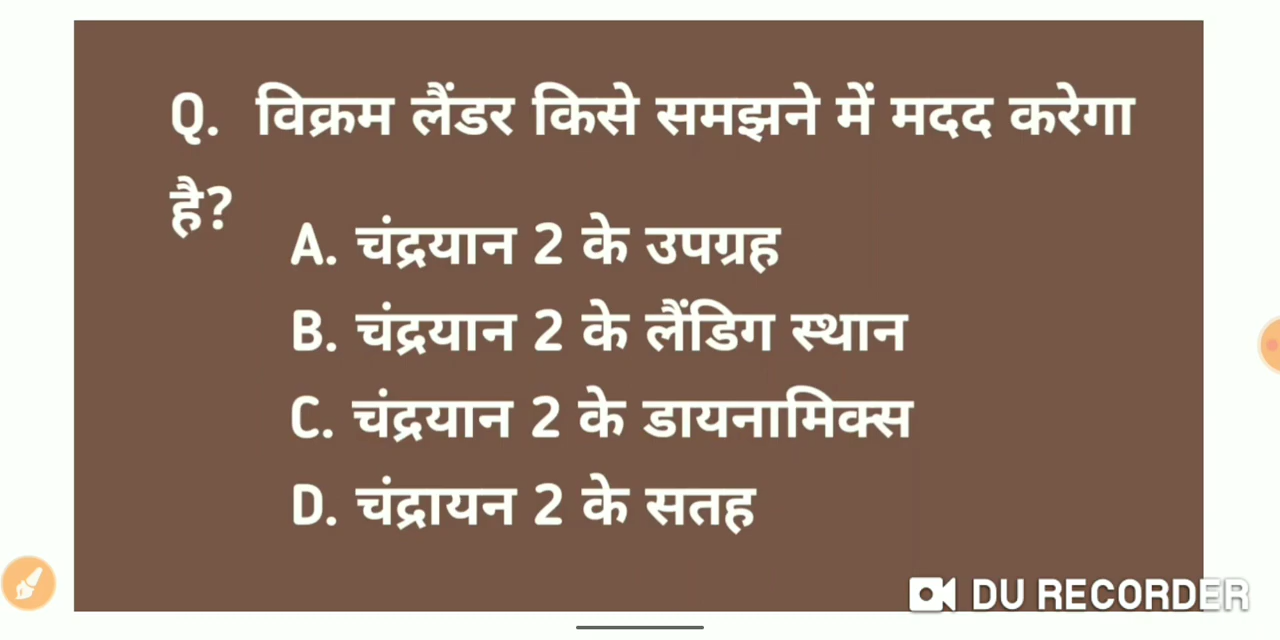 Q. विक्रम लैंडर किसे समझने में मदद करेगा
है?
A. चंद्रयान 2 के उपग्रह
B. चंद्रयान 2 के लैंडिग स्थान
C. चंद्रयान 2 के डायनामिक्स
D. चंद्रायन 2 के सतह
DU RECORDER